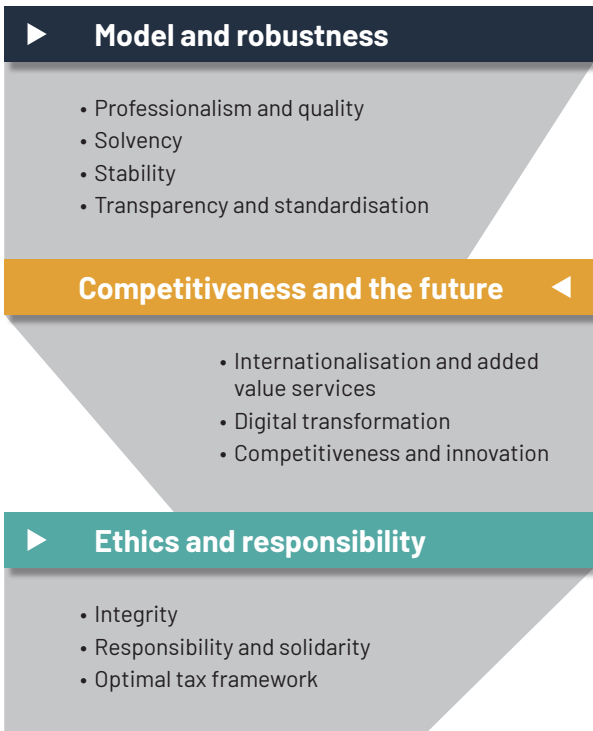 Model and robustness
• Professionalism and quality
• Solvency
• Stability
• Transparency and standardisation
Competitiveness and the future
• Internationalisation and added
value services
• Digital transformation
• Competitiveness and innovation
Ethics and responsibility
• Integrity
• Responsibility and solidarity
• Optimal tax framework